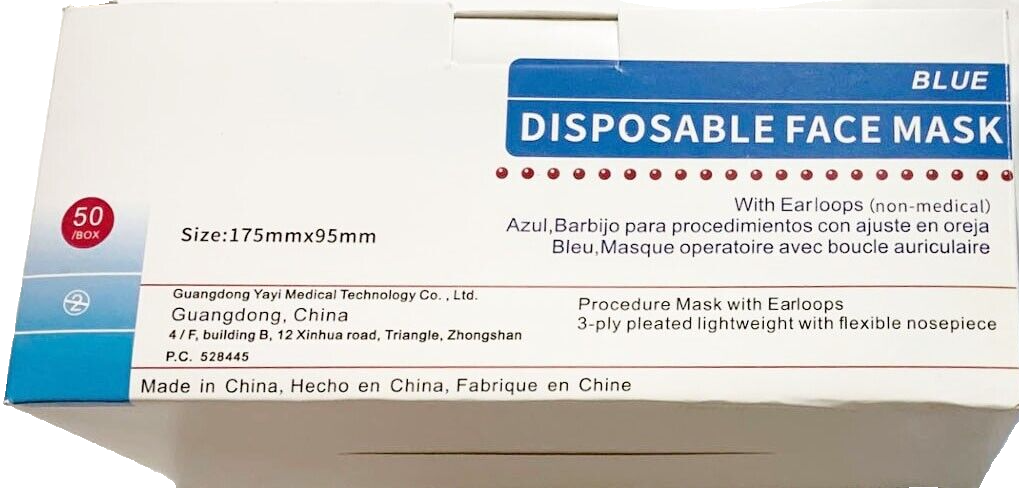 BLUE
DISPOSABLE FACE MASK
With Earloops (non-medical)
Azul,Barbijo para procedimientos con ajuste en oreja
Bleu,Masque operatoire avec boucle auriculaire
50
/BOX
Size:175mmx95mm
2
Guangdong Yayi Medical Technology Co. , Ltd.
Guangdong, China
4 / F, building B, 12 Xinhua road, Triangle, Zhongshan
P.C. 528445
Procedure Mask with Earloops
3-ply pleated lightweight with flexible nosepiece
Made in China, Hecho en China, Fabrique en Chine